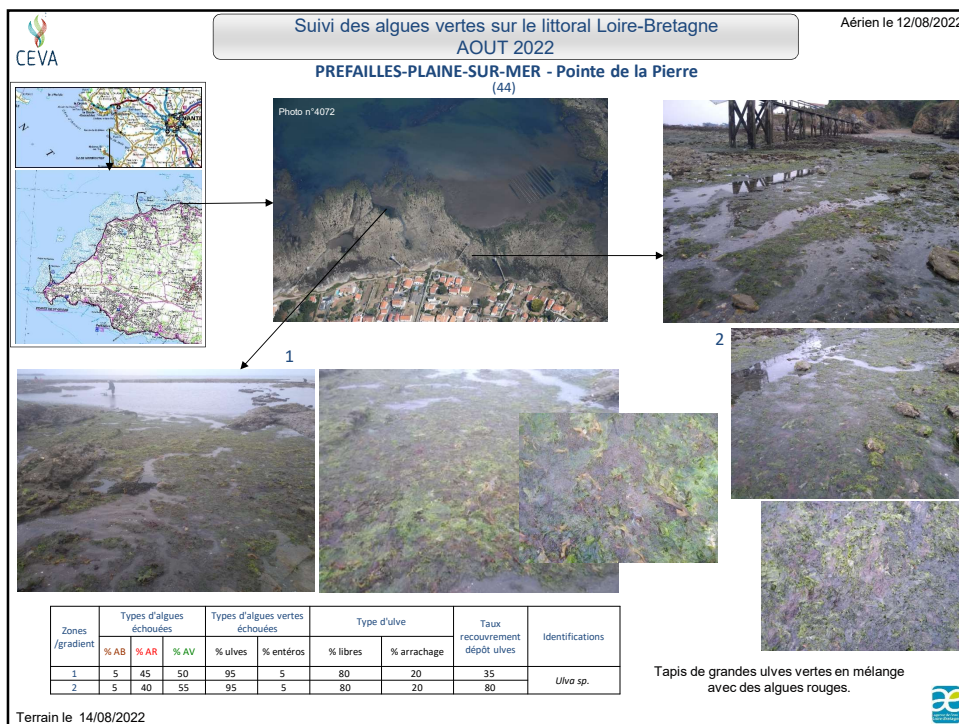 CEVA
Suivi des algues vertes sur le littoral Loire-Bretagne
AOUT 2022
Aérien le 12/08/2022
PREFAILLES-PLAINE-SUR-MER - Pointe de la Pierre
(44)
Photo n°4072
1
2
Zones /gradient | Types d'algues échouées | Types d'algues vertes échouées | Type d'ulve | Taux recouvrement dépôt ulves | Identifications
% AB | % AR | % AV | % ulves | % entéros | % libres | % arrachage
1 | 5 | 45 | 50 | 95 | 5 | 80 | 20 | 35 | Ulva sp.
2 | 5 | 40 | 55 | 95 | 5 | 80 | 20 | 80
Tapis de grandes ulves vertes en mélange
avec des algues rouges.
Terrain le 14/08/2022